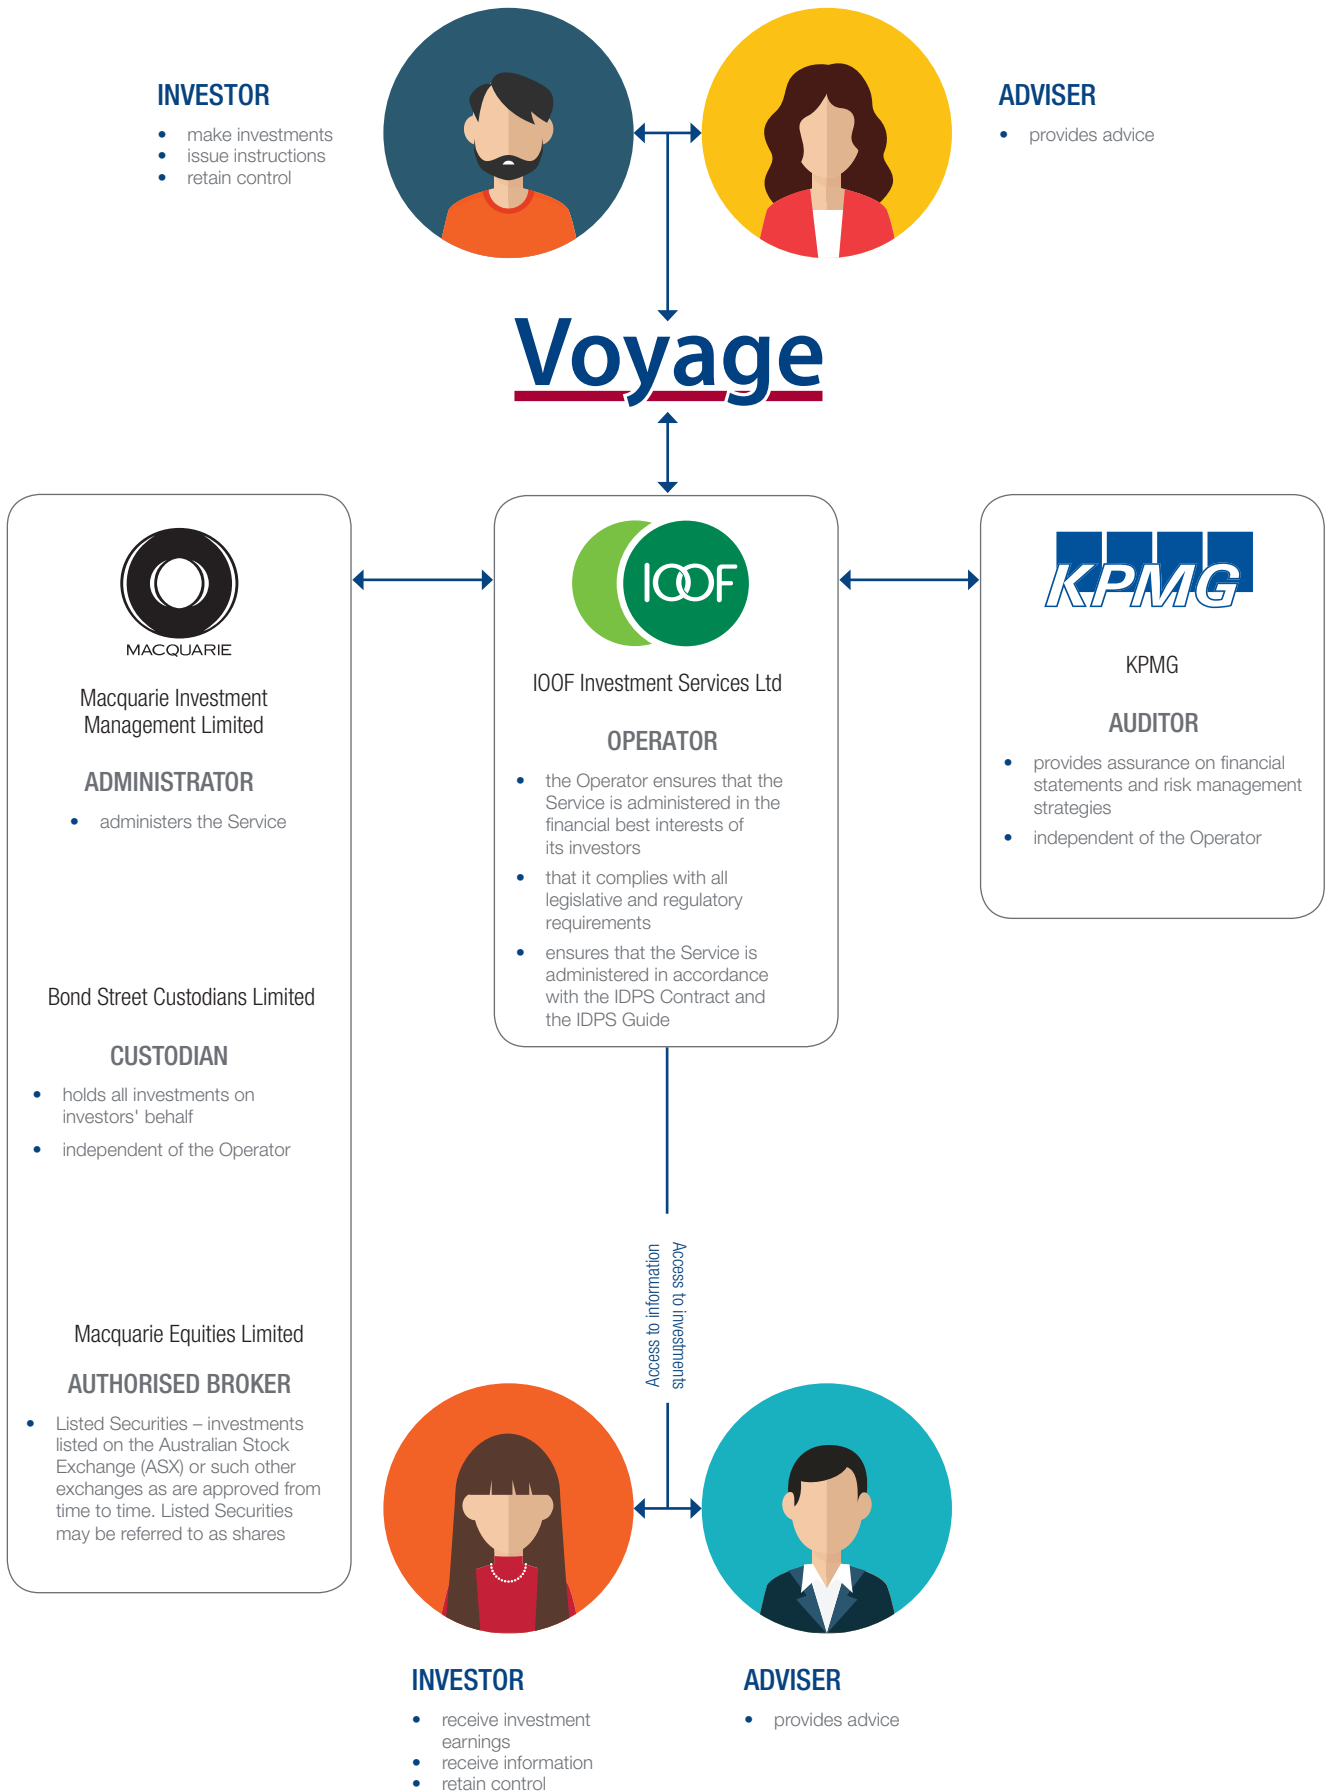 INVESTOR
• make investments
• issue instructions
• retain control
ADVISER
• provides advice
Voyage
MACQUARIE
Macquarie Investment
Management Limited
ADMINISTRATOR
• administers the Service
Bond Street Custodians Limited
CUSTODIAN
• holds all investments on
investors' behalf
• independent of the Operator
Macquarie Equities Limited
AUTHORISED BROKER
• Listed Securities – investments
listed on the Australian Stock
Exchange (ASX) or such other
exchanges as are approved from
time to time. Listed Securities
may be referred to as shares
IOOF
IOOF Investment Services Ltd
OPERATOR
• the Operator ensures that the
Service is administered in the
financial best interests of
its investors
• that it complies with all
legislative and regulatory
requirements
• ensures that the Service is
administered in accordance
with the IDPS Contract and
the IDPS Guide
KPMG
KPMG
AUDITOR
• provides assurance on financial
statements and risk management
strategies
• independent of the Operator
Access to information
Access to investments
INVESTOR
• receive investment
earnings
• receive information
• retain control
ADVISER
• provides advice